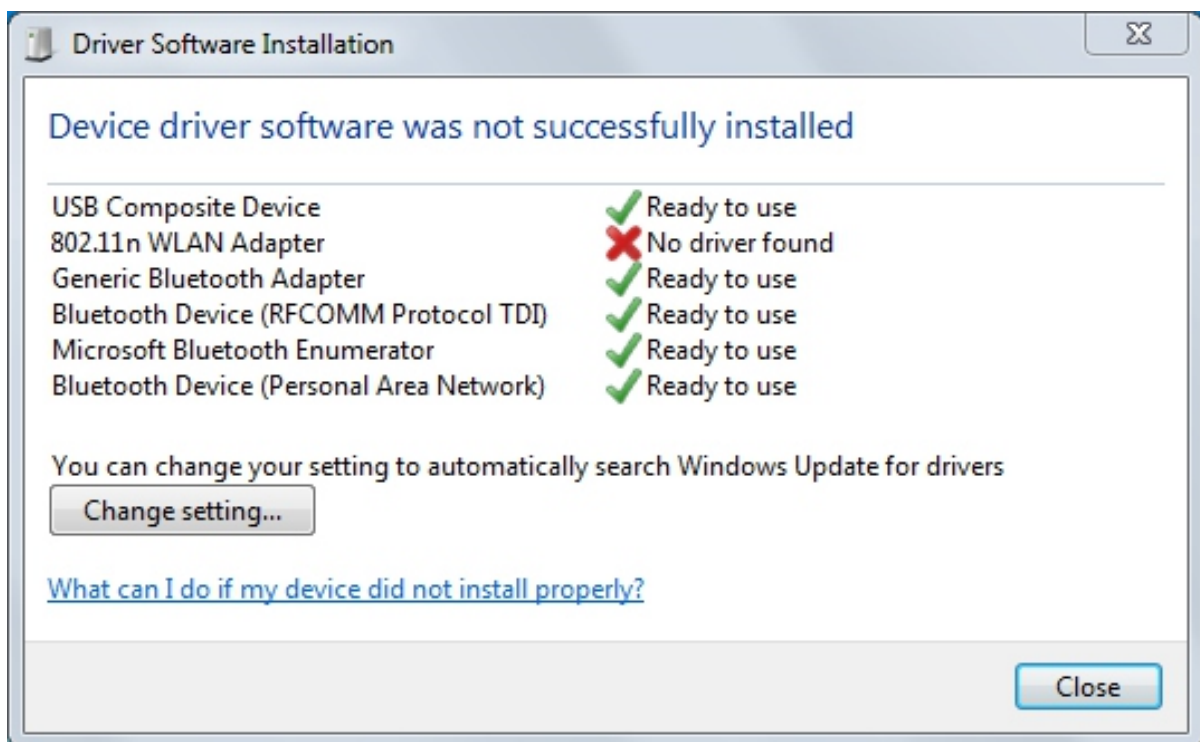 Driver Software Installation
Device driver software was not successfully installed
USB Composite Device Ready to use
802.11n WLAN Adapter No driver found
Generic Bluetooth Adapter Ready to use
Bluetooth Device (RFCOMM Protocol TDI) Ready to use
Microsoft Bluetooth Enumerator Ready to use
Bluetooth Device (Personal Area Network) Ready to use
You can change your setting to automatically search Windows Update for drivers
Change setting...
What can I do if my device did not install properly?
Close